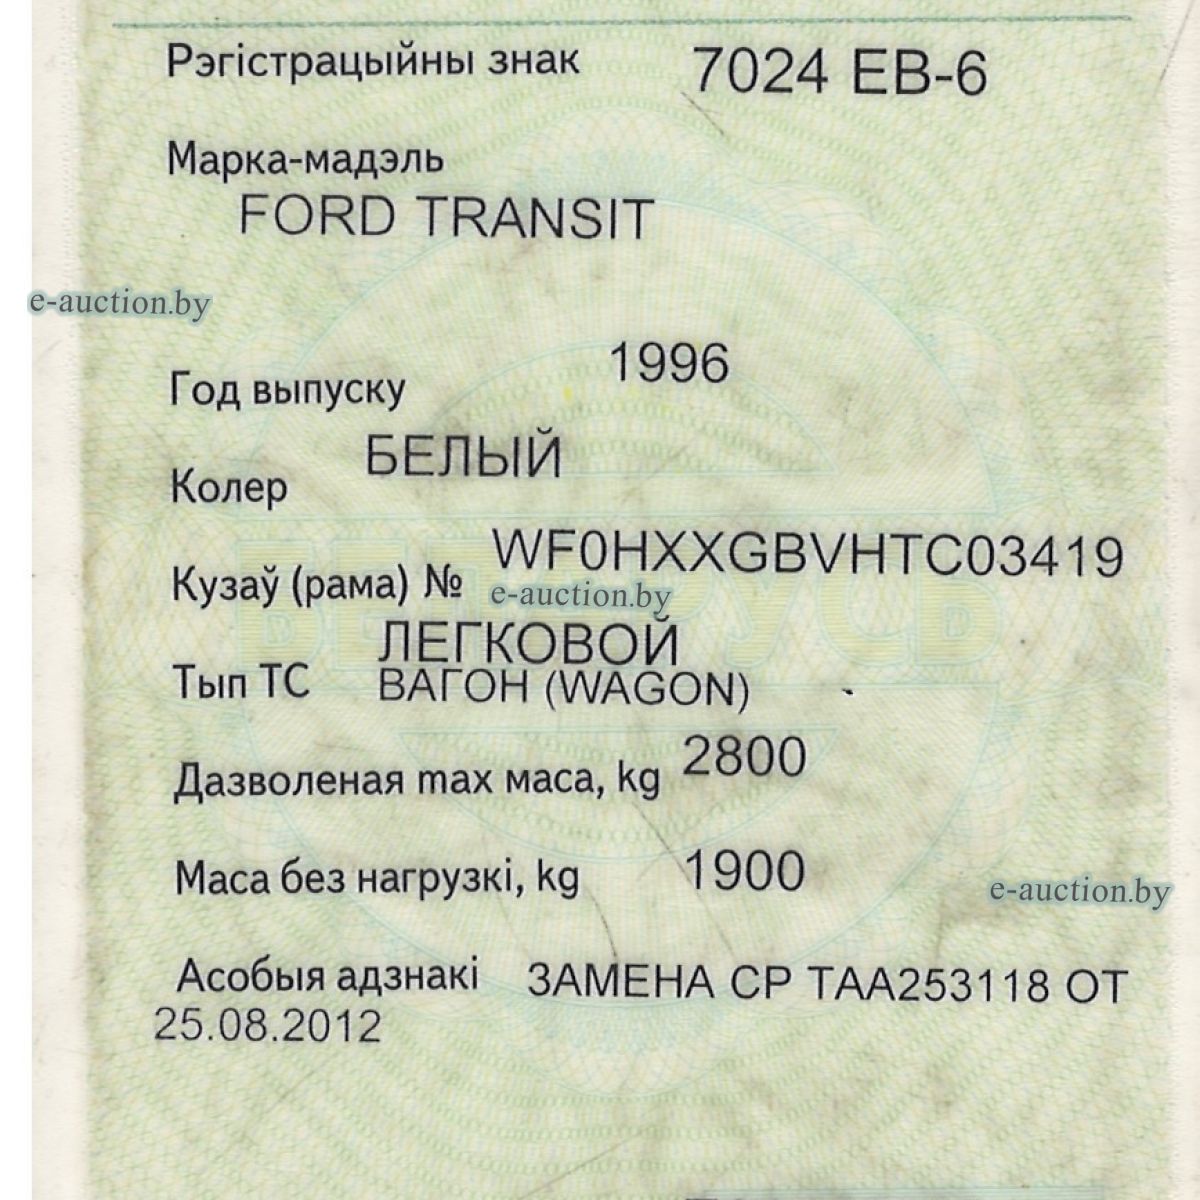 Рэгістрацыйны знак 7024 ЕВ-6
Марка-мадэль
FORD TRANSIT
e-auction.by
Год выпуску 1996
Колер БЕЛЫЙ
Кузаў (рама) № WF0HXXGBVHTC03419
e-auction.by
БЕЛАРУСЬ
Тып ТС ЛЕГКОВОЙ
ВАГОН (WAGON)
Дазволеная max маса, kg 2800
Маса без нагрузкі, kg 1900
e-auction.by
Асобыя адзнакі ЗАМЕНА СР ТАА253118 ОТ
25.08.2012